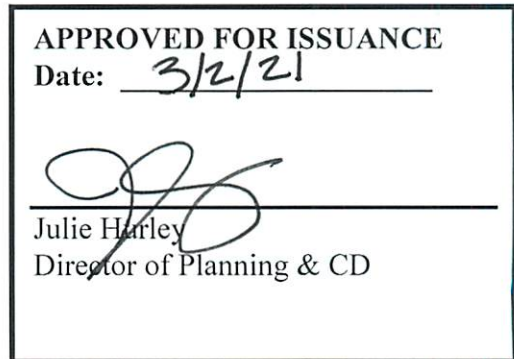 APPROVED FOR ISSUANCE
Date: 3/2/21
Julie Hurley
Director of Planning & CD